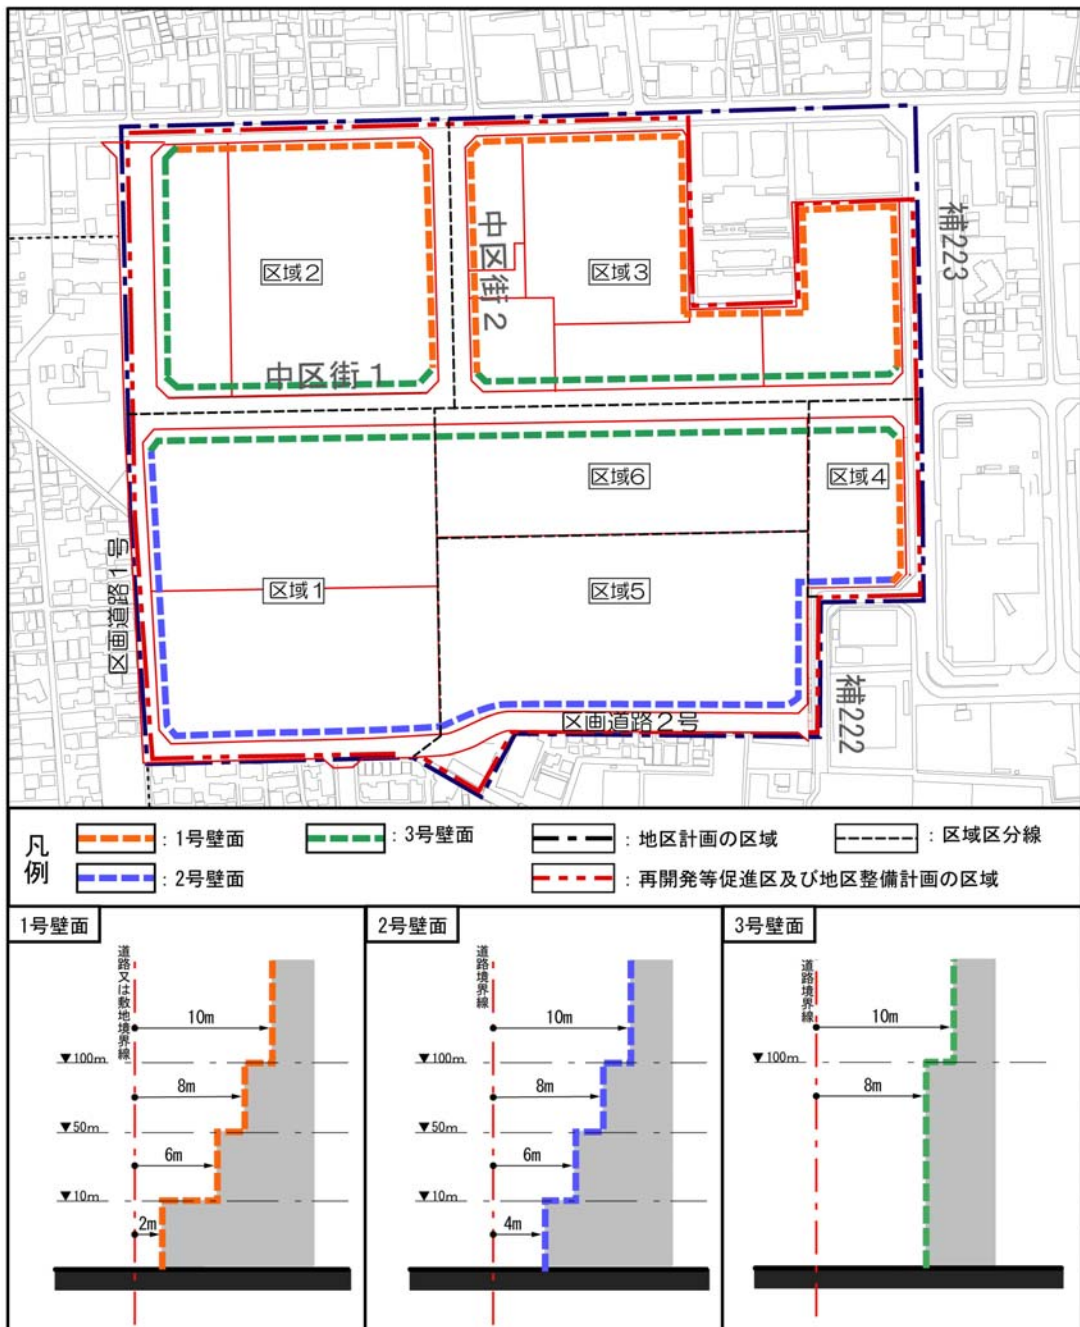 区域2
中区街1
中区街2
区域3
補223
区域6
区域4
区画道路1号
区域1
区域5
区画道路2号
補222
凡例
：1号壁面
：3号壁面
：地区計画の区域
：区域区分線
：2号壁面
：再開発等促進区及び地区整備計画の区域
1号壁面
道路又は敷地境界線
10m
▼100m
8m
▼50m
6m
▼10m
2m
2号壁面
道路境界線
10m
▼100m
8m
▼50m
6m
▼10m
4m
3号壁面
道路境界線
10m
▼100m
8m